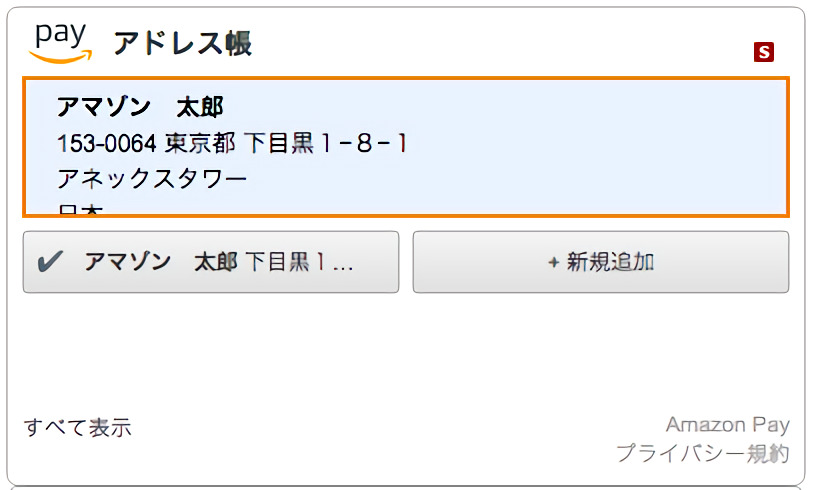 pay アドレス帳
S
アマゾン　太郎
153-0064 東京都 下目黒１−８−１
アネックスタワー
日本
✔ アマゾン　太郎 下目黒１...
+ 新規追加
すべて表示
Amazon Pay
プライバシー規約